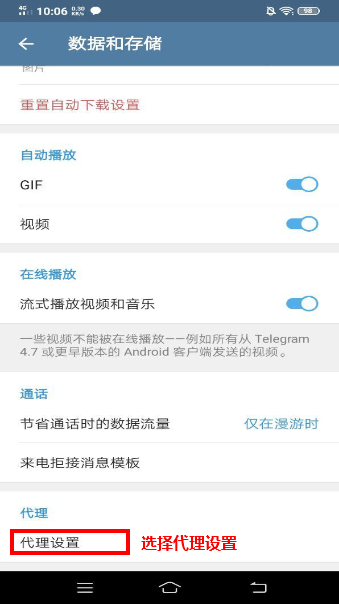 4G 10:06 0.30 KB/s 98
数据和存储
图片
重置自动下载设置
自动播放
GIF
视频
在线播放
流式播放视频和音乐
一些视频不能被在线播放——例如所有从 Telegram
4.7 或更早版本的 Android 客户端发送的视频。
通话
节省通话时的数据流量 仅在漫游时
来电拒接消息模板
代理
代理设置 选择代理设置